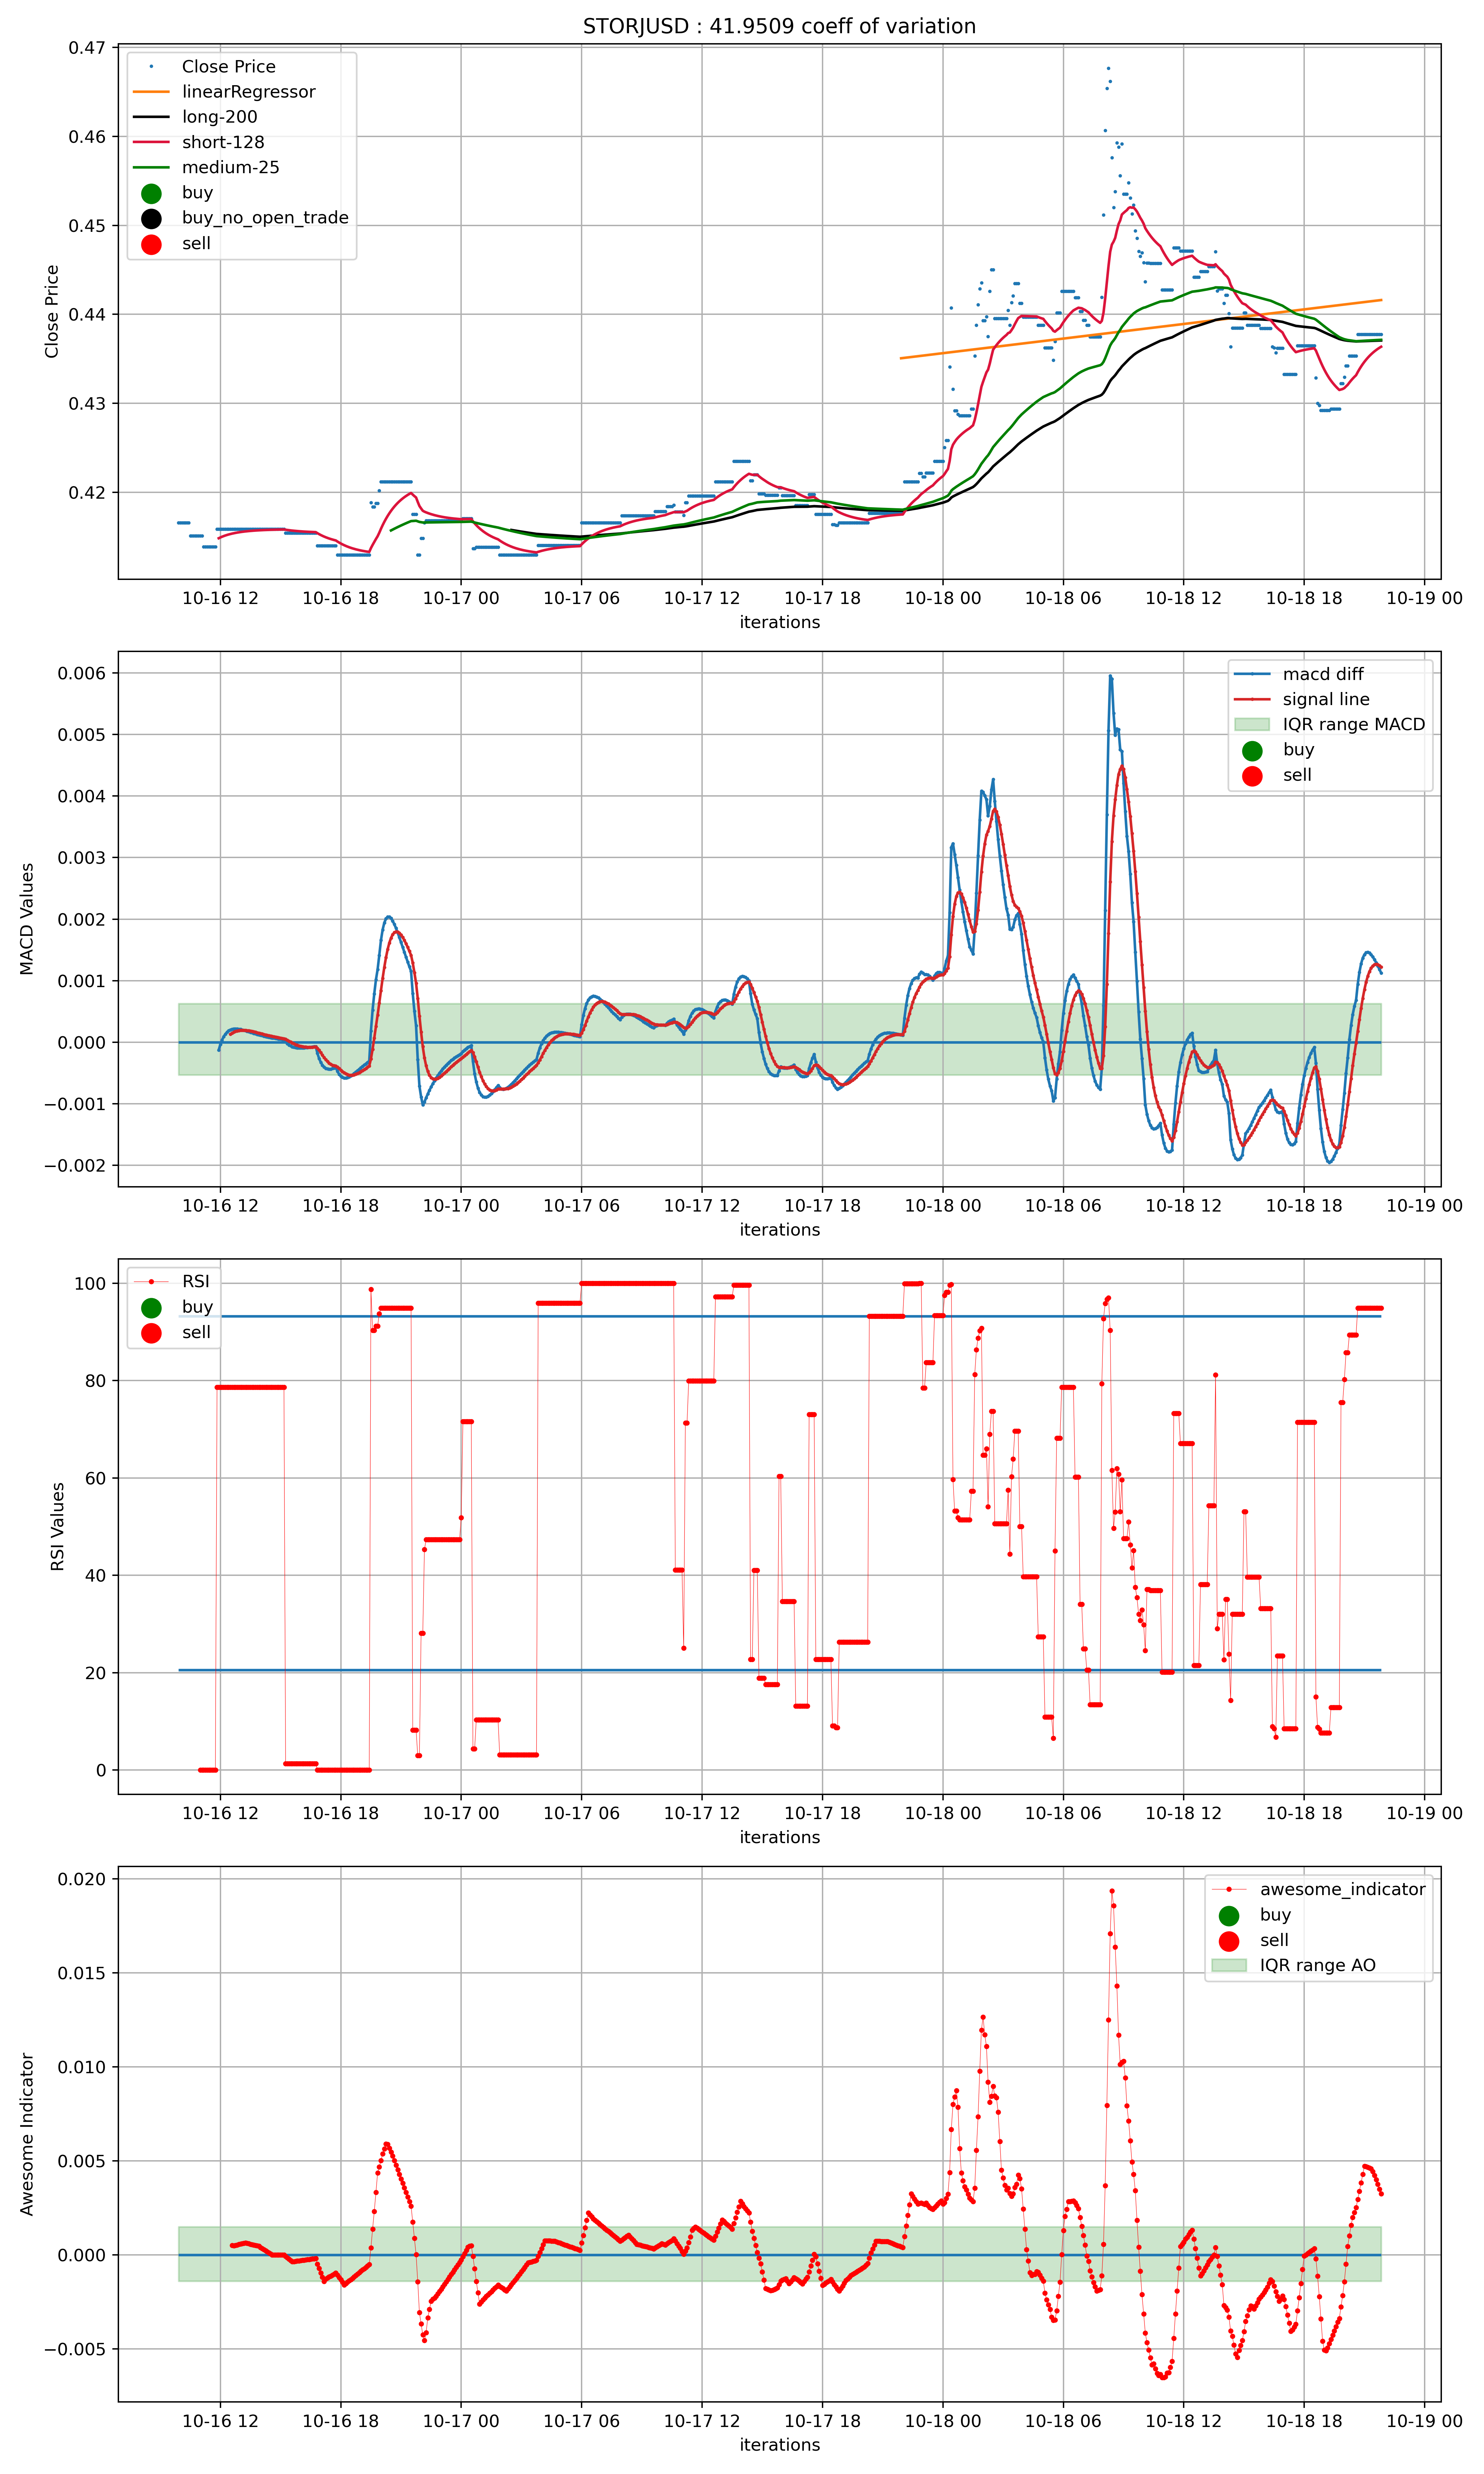 STORJUSD : 41.9509 coeff of variation
Close Price
0.47
0.46
0.45
0.44
0.43
0.42
Close Price
linearRegressor
long-200
short-128
medium-25
buy
buy_no_open_trade
sell
10-16 12 10-16 18 10-17 00 10-17 06 10-17 12 10-17 18 10-18 00 10-18 06 10-18 12 10-18 18 10-19 00
iterations
MACD Values
0.006
0.005
0.004
0.003
0.002
0.001
0.000
−0.001
−0.002
macd diff
signal line
IQR range MACD
buy
sell
10-16 12 10-16 18 10-17 00 10-17 06 10-17 12 10-17 18 10-18 00 10-18 06 10-18 12 10-18 18 10-19 00
iterations
RSI Values
100
80
60
40
20
0
RSI
buy
sell
10-16 12 10-16 18 10-17 00 10-17 06 10-17 12 10-17 18 10-18 00 10-18 06 10-18 12 10-18 18 10-19 00
iterations
Awesome Indicator
0.020
0.015
0.010
0.005
0.000
−0.005
awesome_indicator
buy
sell
IQR range AO
10-16 12 10-16 18 10-17 00 10-17 06 10-17 12 10-17 18 10-18 00 10-18 06 10-18 12 10-18 18 10-19 00
iterations